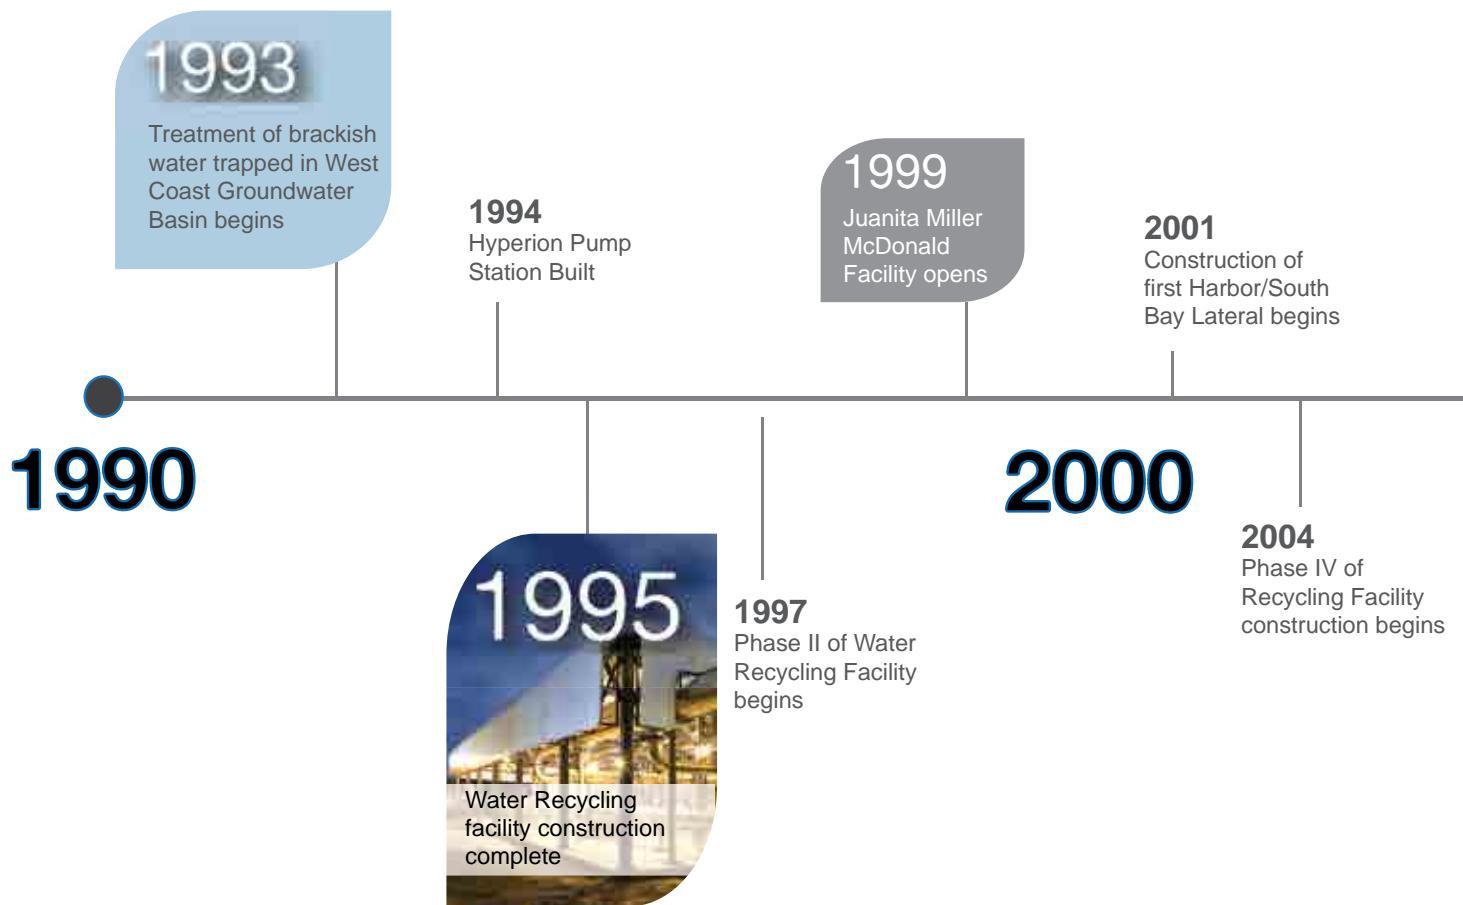 1993
Treatment of brackish
water trapped in West
Coast Groundwater
Basin begins
1994
Hyperion Pump
Station Built
1999
Juanita Miller
McDonald
Facility opens
2001
Construction of
first Harbor/South
Bay Lateral begins
1990
2000
1995
Water Recycling
facility construction
complete
1997
Phase II of Water
Recycling Facility
begins
2004
Phase IV of
Recycling Facility
construction begins